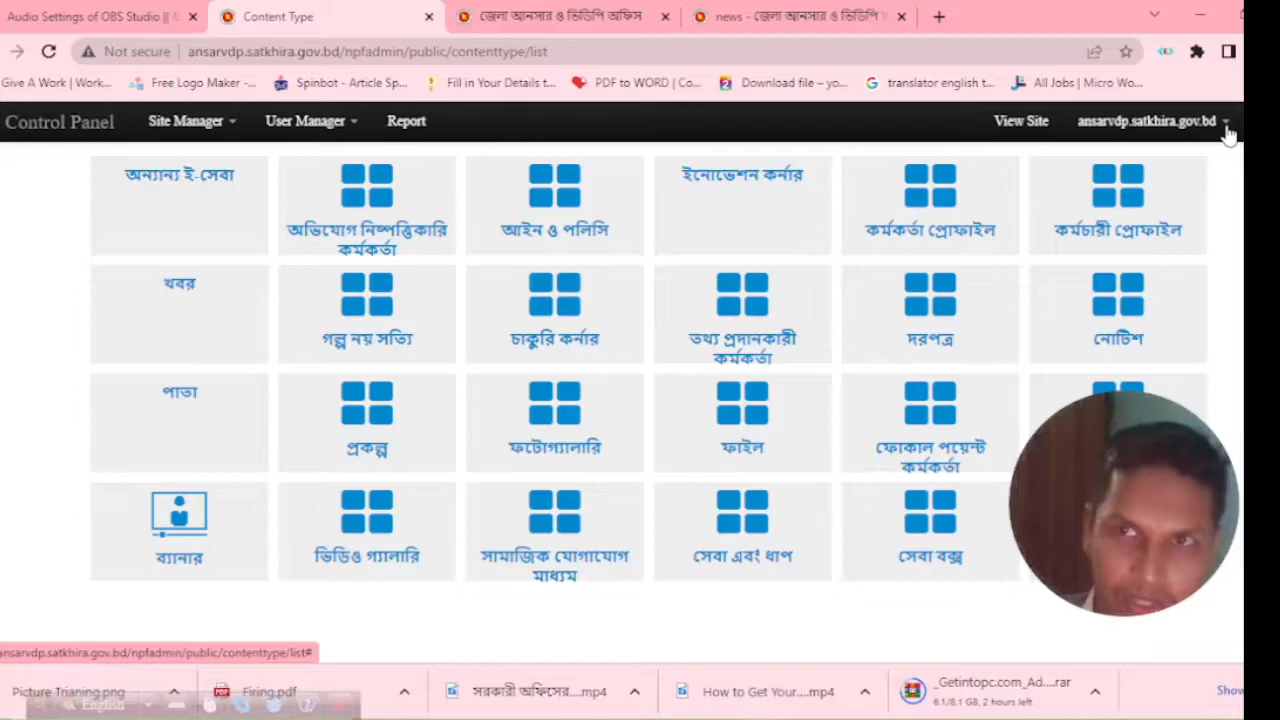 Audio Settings of OBS Studio || Content Type জেলা আনসার ও ভিডিপি অফিস news - জেলা আনসার ও ভিডিপি
Not secure ansarvdp.satkhira.gov.bd/npfadmin/public/contenttype/list
Give A Work | Work... Free Logo Maker -... Spinbot - Article Sp... Fill in Your Details t... PDF to WORD | Co... Download file – yo... translator english t... All Jobs | Micro Wo...
Control Panel Site Manager User Manager Report View Site ansarvdp.satkhira.gov.bd
অন্যান্য ই-সেবা ইনোভেশন কর্নার
অভিযোগ নিষ্পত্তিকারি আইন ও পলিসি কর্মকর্তা প্রোফাইল কর্মচারী প্রোফাইল
কর্মকর্তা
খবর
গল্প নয় সত্যি চাকুরি কর্নার তথ্য প্রদানকারী দরপত্র নোটিশ
কর্মকর্তা
পাতা
প্রকল্প ফটোগ্যালারি ফাইল ফোকাল পয়েন্ট
কর্মকর্তা
ব্যানার ভিডিও গ্যালারি সামাজিক যোগাযোগ সেবা এবং ধাপ সেবা বক্স
মাধ্যম
ansarvdp.satkhira.gov.bd/npfadmin/public/contenttype/list#
Picture Trianing.png Firing.pdf সরকারী অফিসের....mp4 How to Get Your....mp4 _Getintopc.com_Ad....rar Show
6.1/8.1 GB, 2 hours left
English